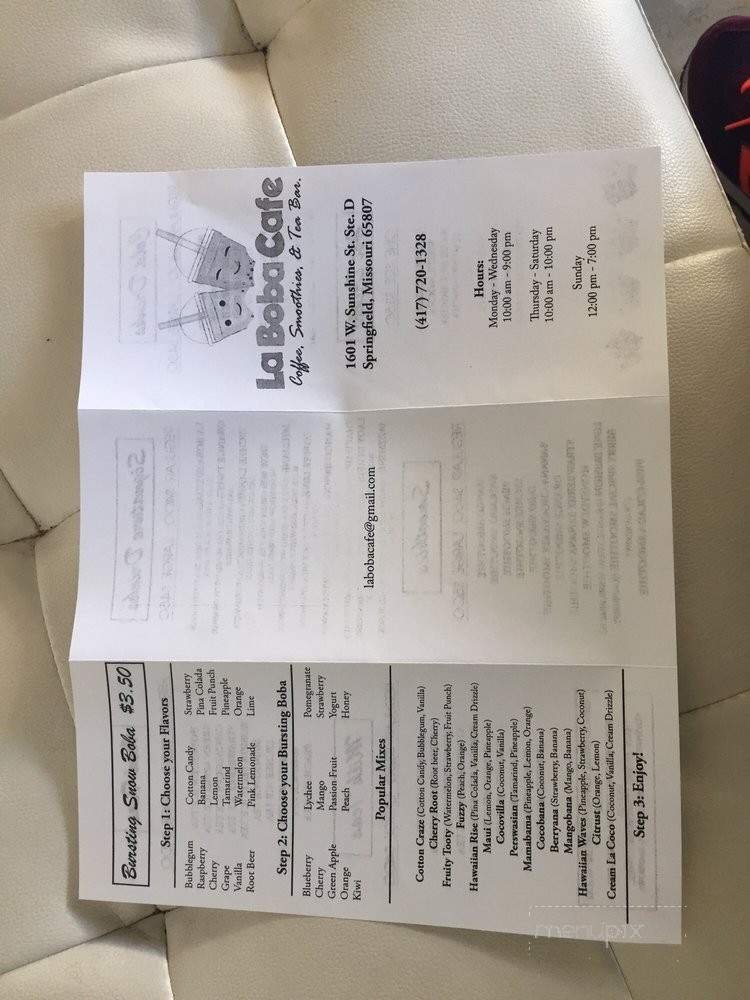 La Boba Cafe
Coffee, Smoothies, & Tea Bar.
1601 W. Sunshine St. Ste. D
Springfield, Missouri 65807
(417) 720-1328
Hours:
Monday - Wednesday
10:00 am - 9:00 pm
Thursday - Saturday
10:00 am - 10:00 pm
Sunday
12:00 pm - 7:00 pm
labobacafe@gmail.com
Bursting Snow Boba $3.50
Step 1: Choose your Flavors
Bubblegum Cotton Candy Strawberry
Raspberry Banana Pina Colada
Cherry Lemon Fruit Punch
Grape Tamarind Pineapple
Vanilla Watermelon Orange
Root Beer Pink Lemonade Lime
Step 2: Choose your Bursting Boba
Blueberry Lychee Pomegranate
Cherry Mango Strawberry
Green Apple Passion Fruit Yogurt
Orange Peach Honey
Kiwi
Popular Mixes
Cotton Craze (Cotton Candy, Bubblegum, Vanilla)
Cherry Root (Root beer, Cherry)
Fruity Tooty (Watermelon, Strawberry, Fruit Punch)
Fuzzy (Peach, Orange)
Hawaiian Rise (Pina Colada, Vanilla, Cream Drizzle)
Maui (Lemon, Orange, Pineapple)
Cocovilla (Coconut, Vanilla)
Perswasian (Tamarind, Pineapple)
Mamahama (Pineapple, Lemon, Orange)
Cocobana (Coconut, Banana)
Berryana (Strawberry, Banana)
Mangobana (Mango, Banana)
Hawaiian Waves (Pineapple, Strawberry, Coconut)
Citrust (Orange, Lemon)
Cream La Coco (Coconut, Vanilla, Cream Drizzle)
Step 3: Enjoy!
menupix